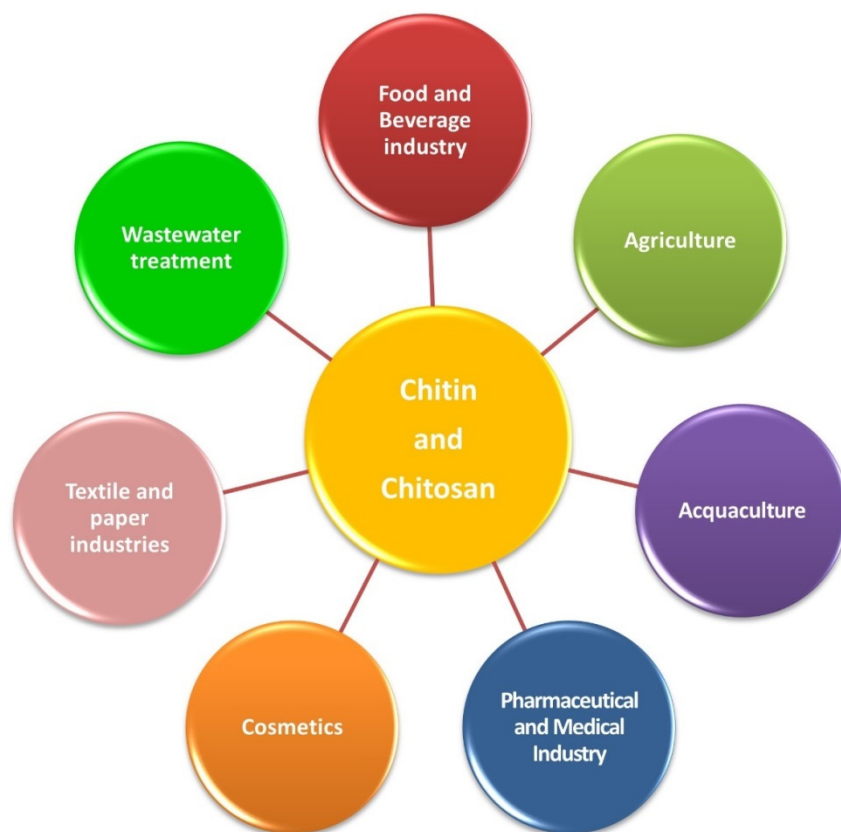 Food and
Beverage
industry
Agriculture
Acquaculture
Pharmaceutical
and Medical
Industry
Cosmetics
Textile and
paper
industries
Wastewater
treatment
Chitin
and
Chitosan